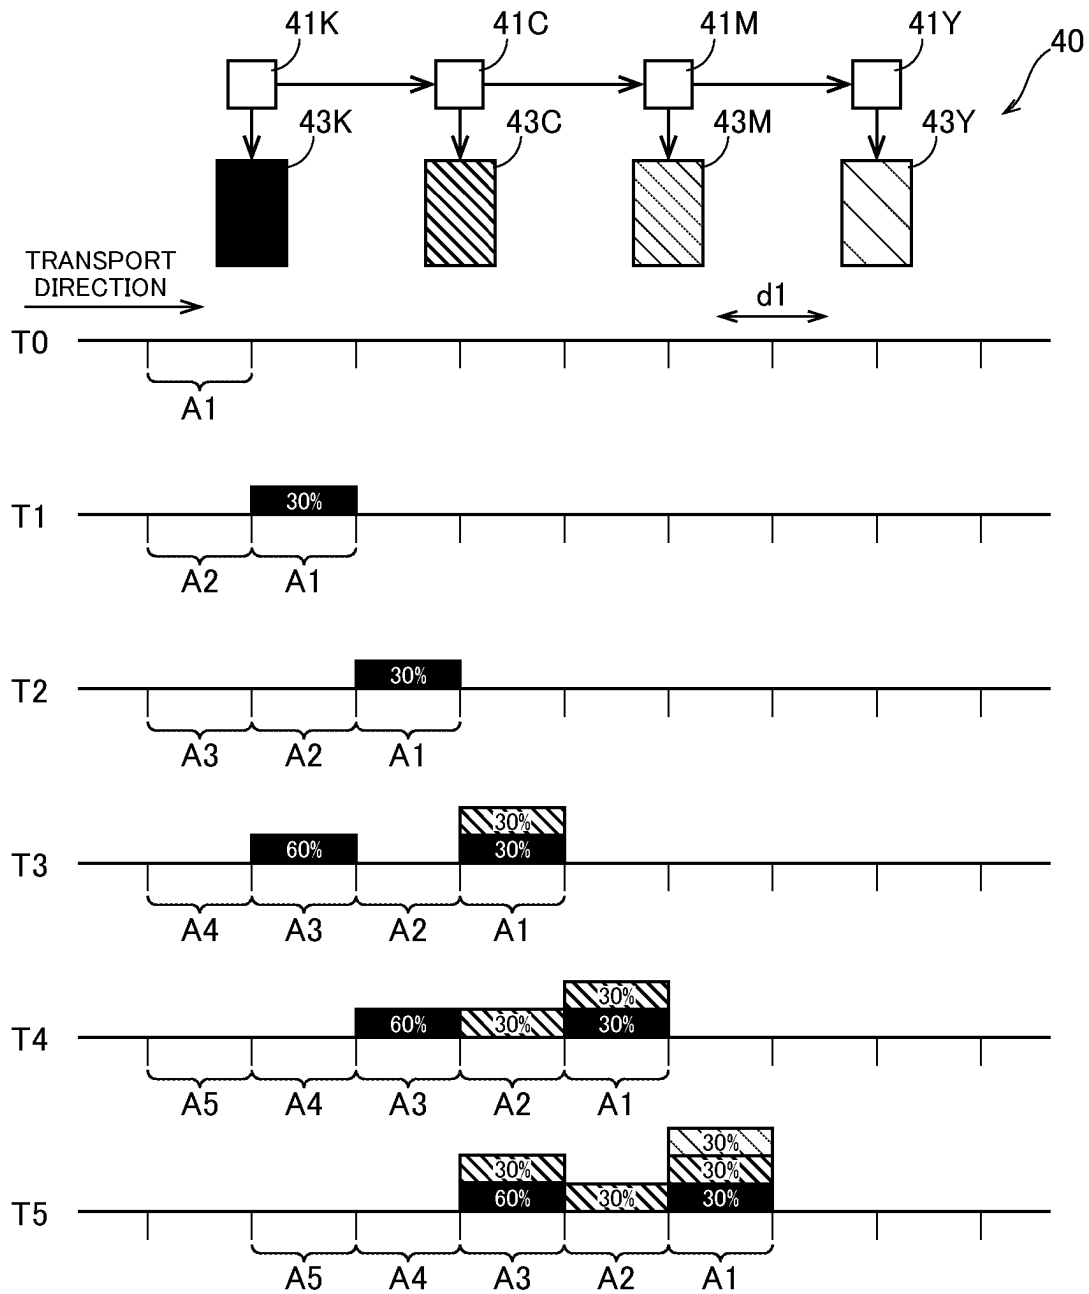 41K 41C 41M 41Y 40
43K 43C 43M 43Y
TRANSPORT
DIRECTION
d1
T0
A1
30%
T1
A2 A1
30%
T2
A3 A2 A1
30%
60% 30%
T3
A4 A3 A2 A1
30%
60% 30% 30%
T4
A5 A4 A3 A2 A1
30%
30% 30%
60% 30% 30%
T5
A5 A4 A3 A2 A1